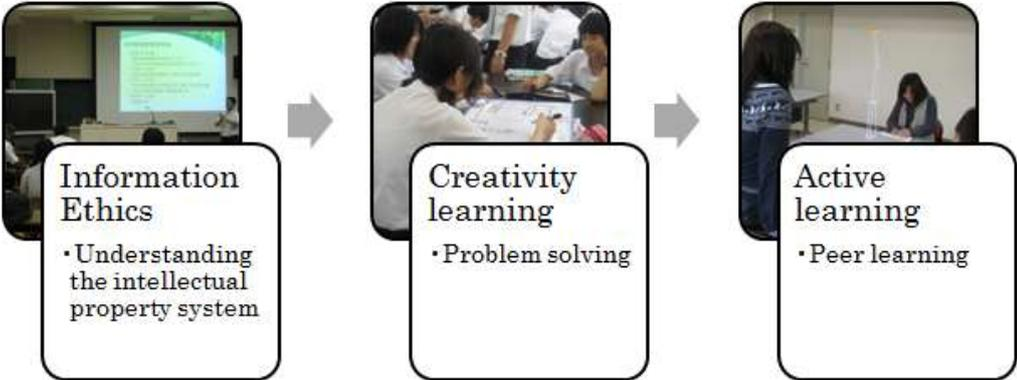 Information
Ethics
・Understanding
the intellectual
property system
Creativity
learning
・Problem solving
Active
learning
・Peer learning